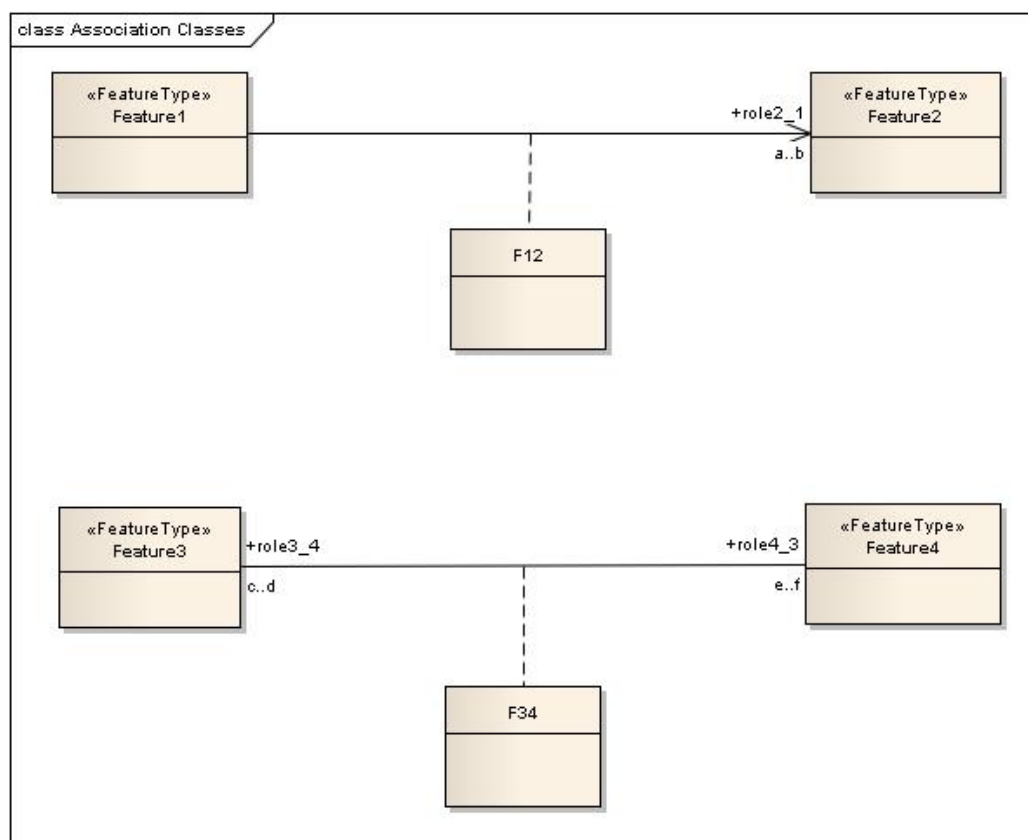 class Association Classes
«FeatureType»
Feature1
+role2_1
a..b
«FeatureType»
Feature2
F12
«FeatureType»
Feature3
+role3_4
c..d
+role4_3
e..f
«FeatureType»
Feature4
F34